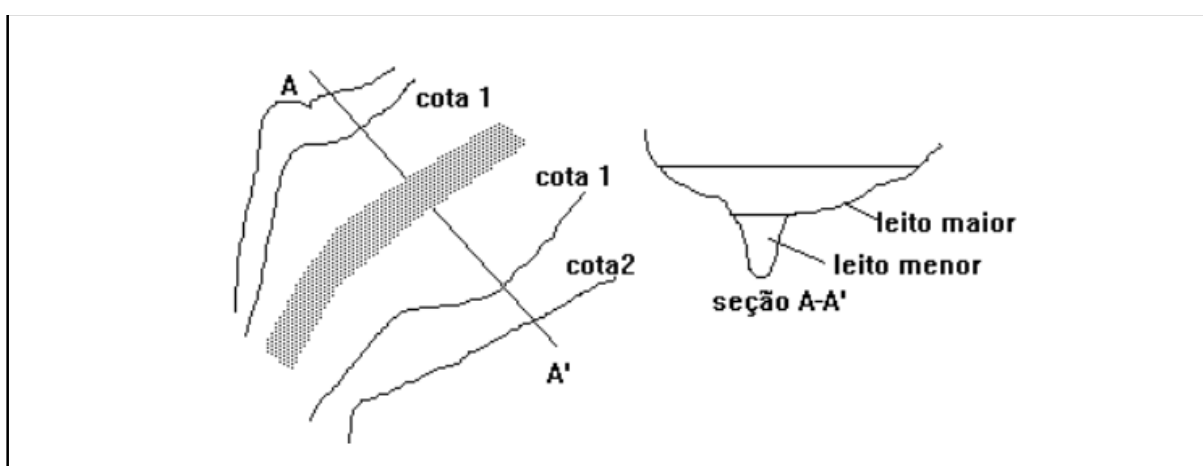 A
cota 1
cota 1
cota2
A'
leito maior
leito menor
seção A-A'